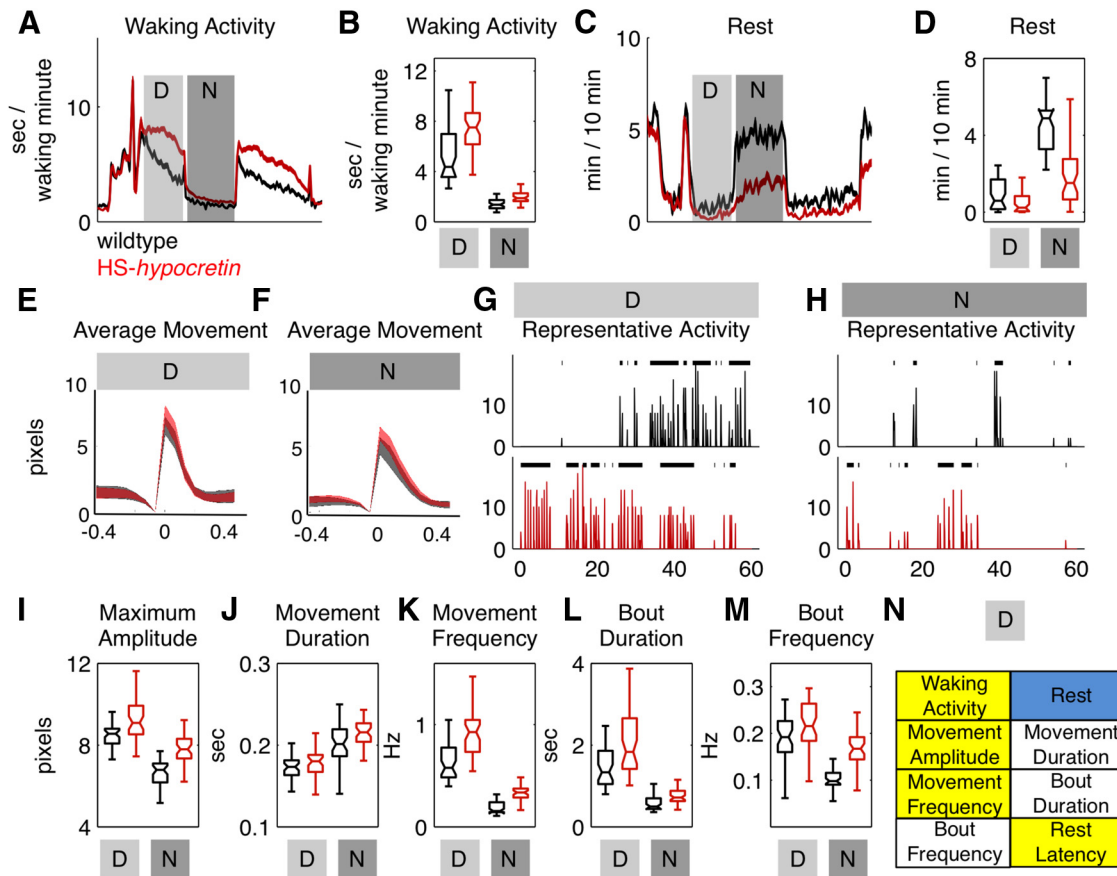 A
Waking Activity
sec / waking minute
10
0
D
N
wildtype
HS-hypocretin
B
Waking Activity
sec / waking minute
12
8
4
0
D
N
C
Rest
min / 10 min
10
5
0
D
N
D
Rest
min / 10 min
8
4
0
D
N
E
Average Movement
D
pixels
10
5
0
-0.4
0
0.4
F
Average Movement
N
10
5
0
-0.4
0
0.4
G
D
Representative Activity
10
0
10
0
0
20
40
60
H
N
Representative Activity
10
0
10
0
0
20
40
60
I
Maximum
Amplitude
pixels
12
8
4
D
N
J
Movement
Duration
sec
0.3
0.2
0.1
D
N
K
Movement
Frequency
Hz
1
0
D
N
L
Bout
Duration
sec
4
2
0
D
N
M
Bout
Frequency
Hz
0.3
0.2
0.1
D
N
N
D
Waking
Activity
Rest
Movement
Amplitude
Movement
Duration
Movement
Frequency
Bout
Duration
Bout
Frequency
Rest
Latency